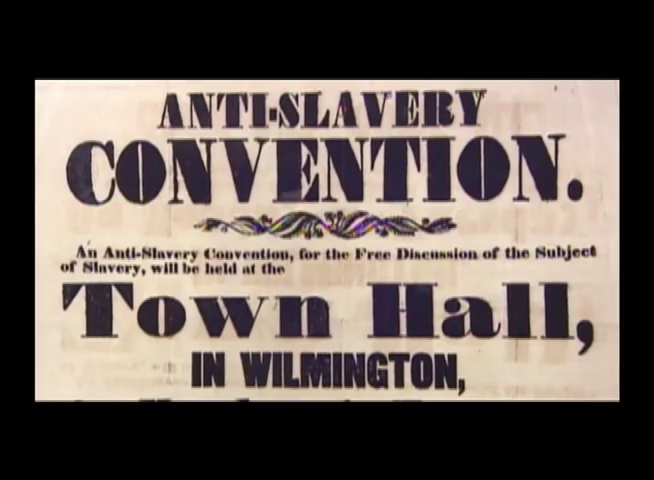 ANTI-SLAVERY
CONVENTION.
An Anti-Slavery Convention, for the Free Discussion of the Subject
of Slavery, will be held at the
Town Hall,
IN WILMINGTON,